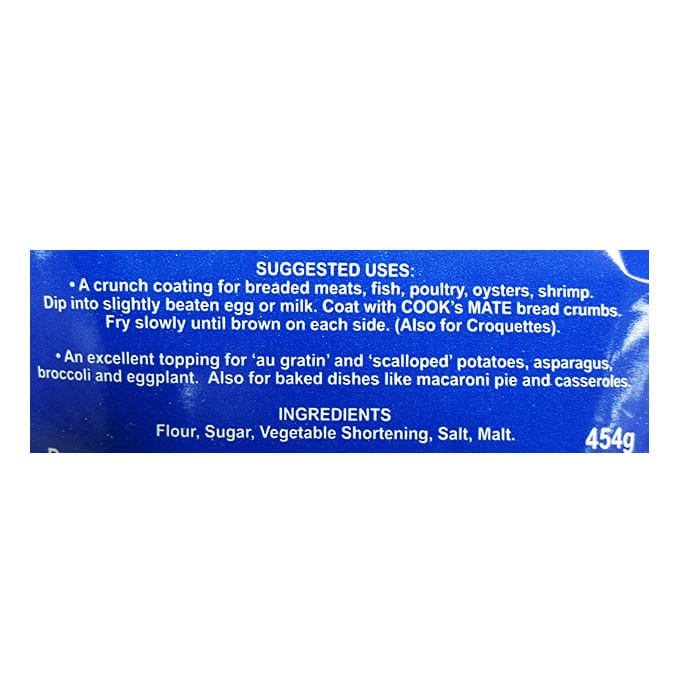 SUGGESTED USES:
• A crunch coating for breaded meats, fish, poultry, oysters, shrimp.
Dip into slightly beaten egg or milk. Coat with COOK's MATE bread crumbs.
Fry slowly until brown on each side. (Also for Croquettes).
• An excellent topping for 'au gratin' and 'scalloped' potatoes, asparagus,
broccoli and eggplant. Also for baked dishes like macaroni pie and casseroles.
INGREDIENTS
Flour, Sugar, Vegetable Shortening, Salt, Malt.
454g